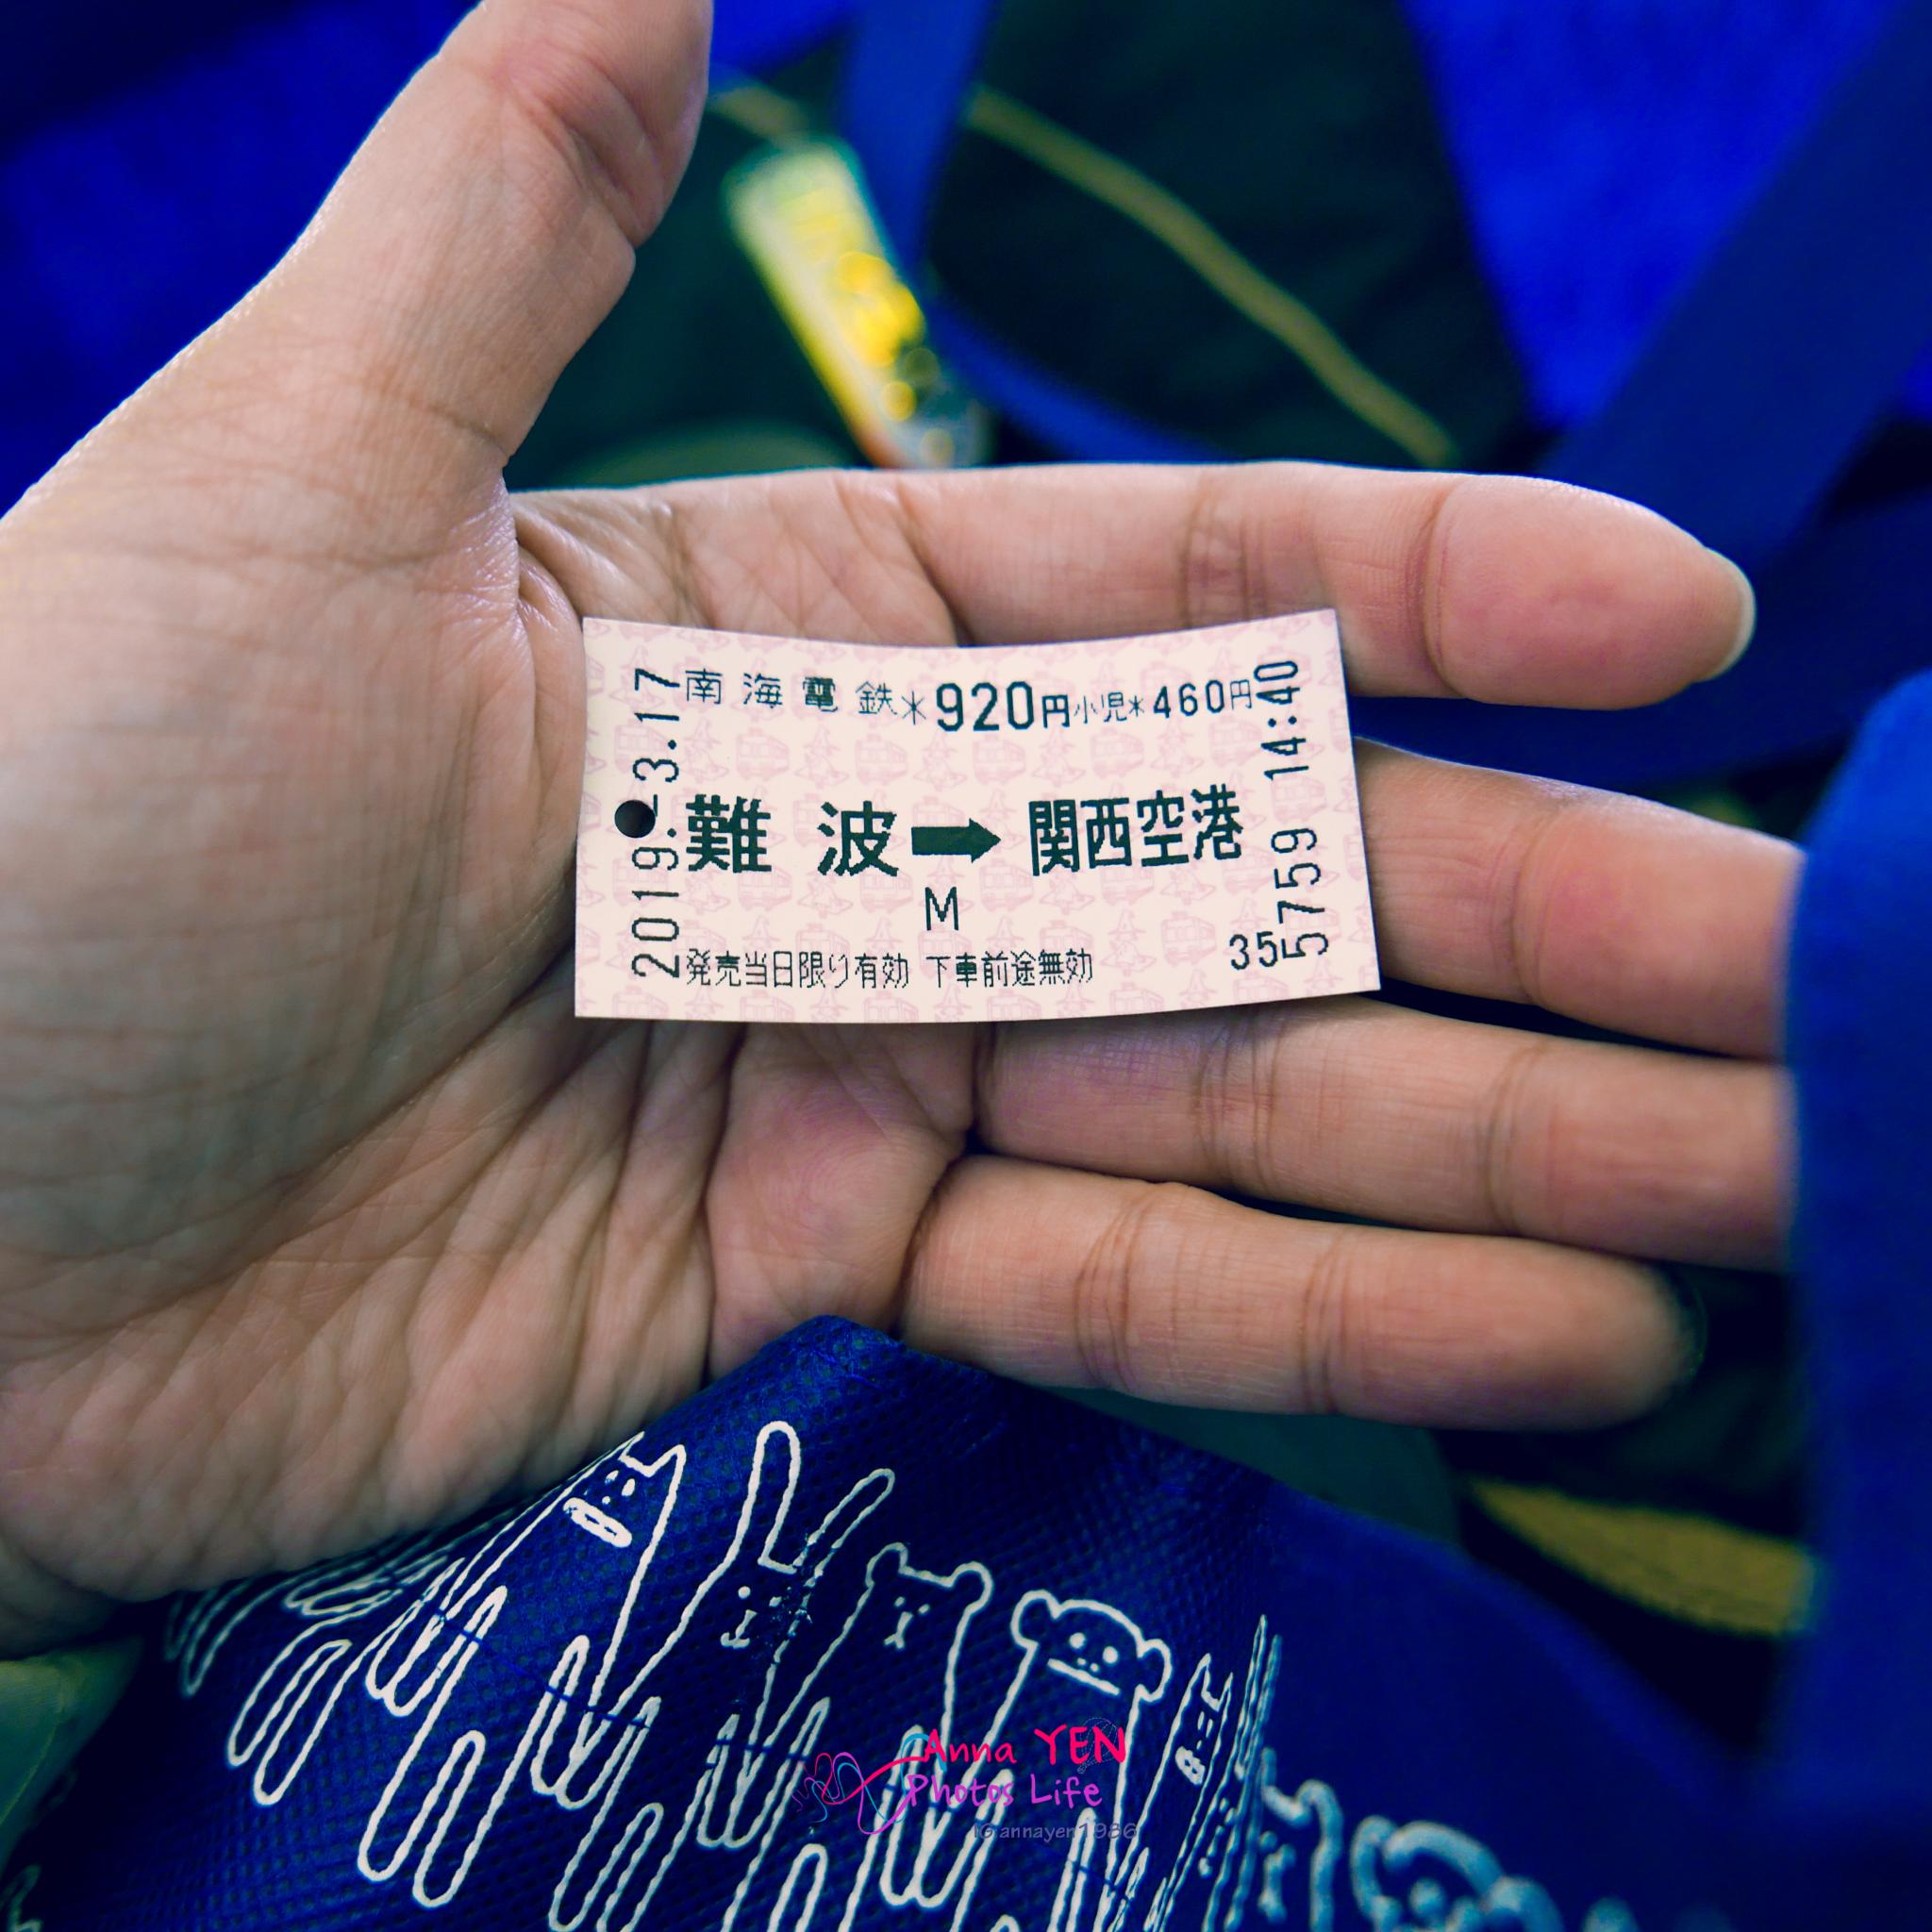 南海電鉄＊920円小児＊460円
難波➡関西空港
M
発売当日限り有効 下車前途無効
35
2019.-3.17
5759 14:40
Anna YEN
Photos Life
IG annayen1986